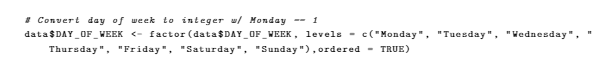 # Convert day of week to integer w/ Monday -- 1
data$DAY_OF_WEEK <- factor(data$DAY_OF_WEEK, levels = c("Monday", "Tuesday", "Wednesday", "
Thursday", "Friday", "Saturday", "Sunday"),ordered = TRUE)